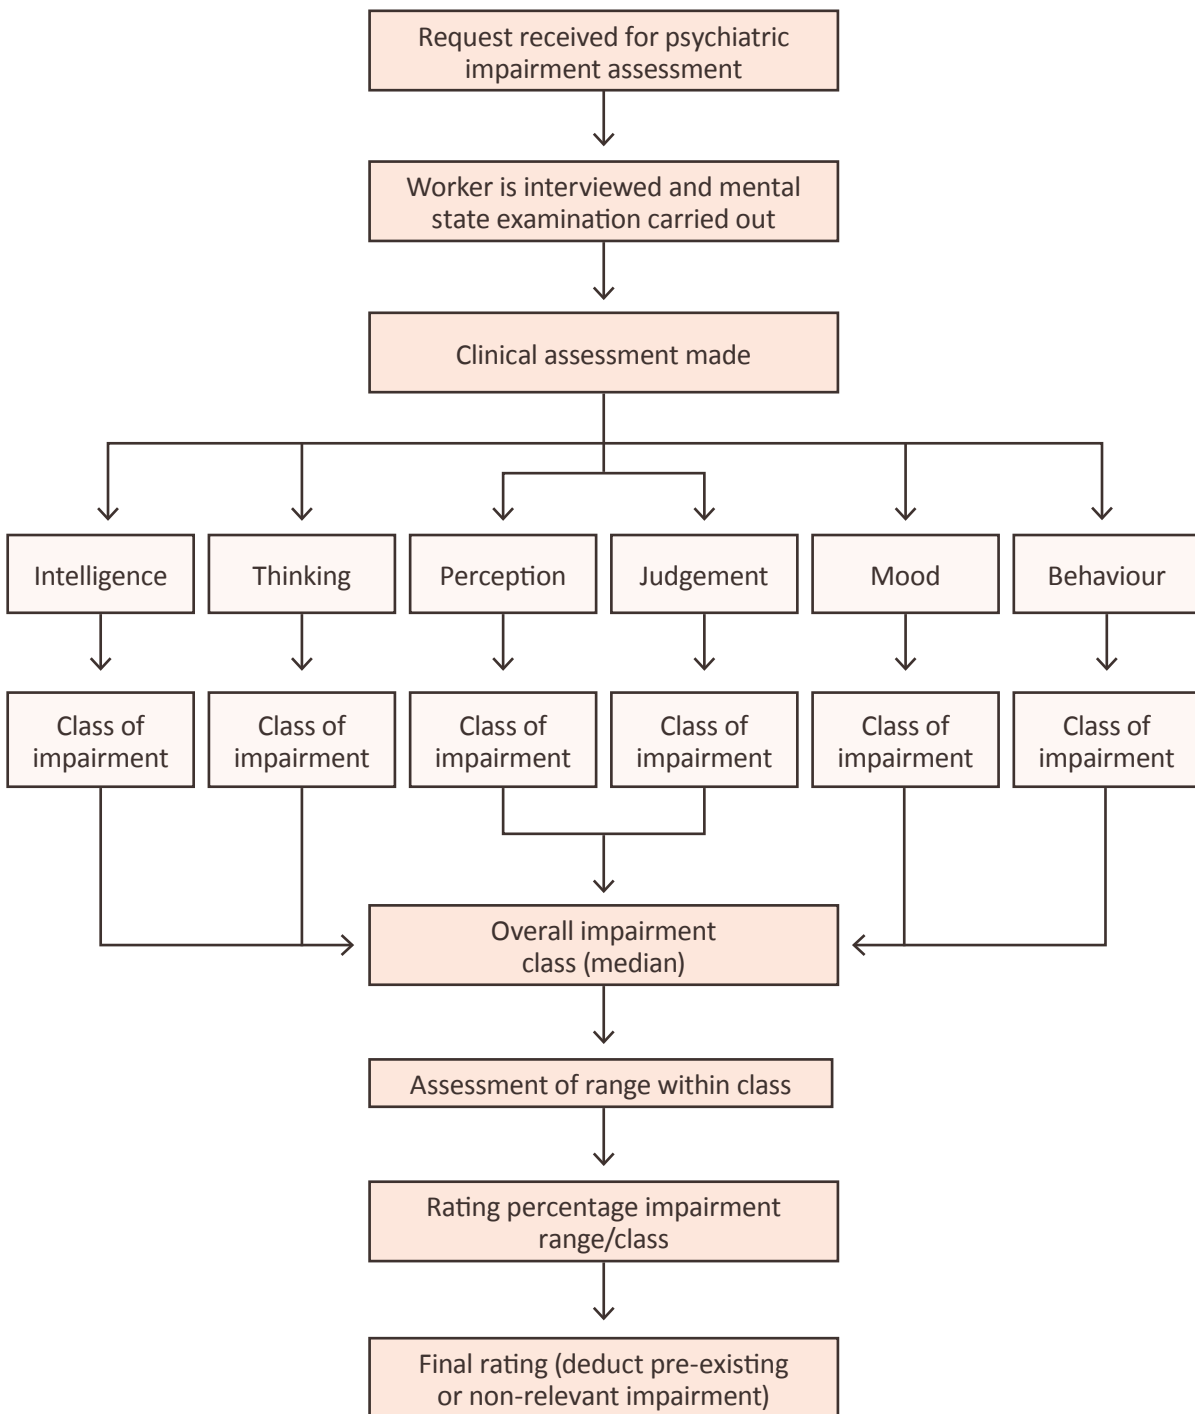 Request received for psychiatric
impairment assessment
Worker is interviewed and mental
state examination carried out
Clinical assessment made
Intelligence
Thinking
Perception
Judgement
Mood
Behaviour
Class of
impairment
Class of
impairment
Class of
impairment
Class of
impairment
Class of
impairment
Class of
impairment
Overall impairment
class (median)
Assessment of range within class
Rating percentage impairment
range/class
Final rating (deduct pre-existing
or non-relevant impairment)